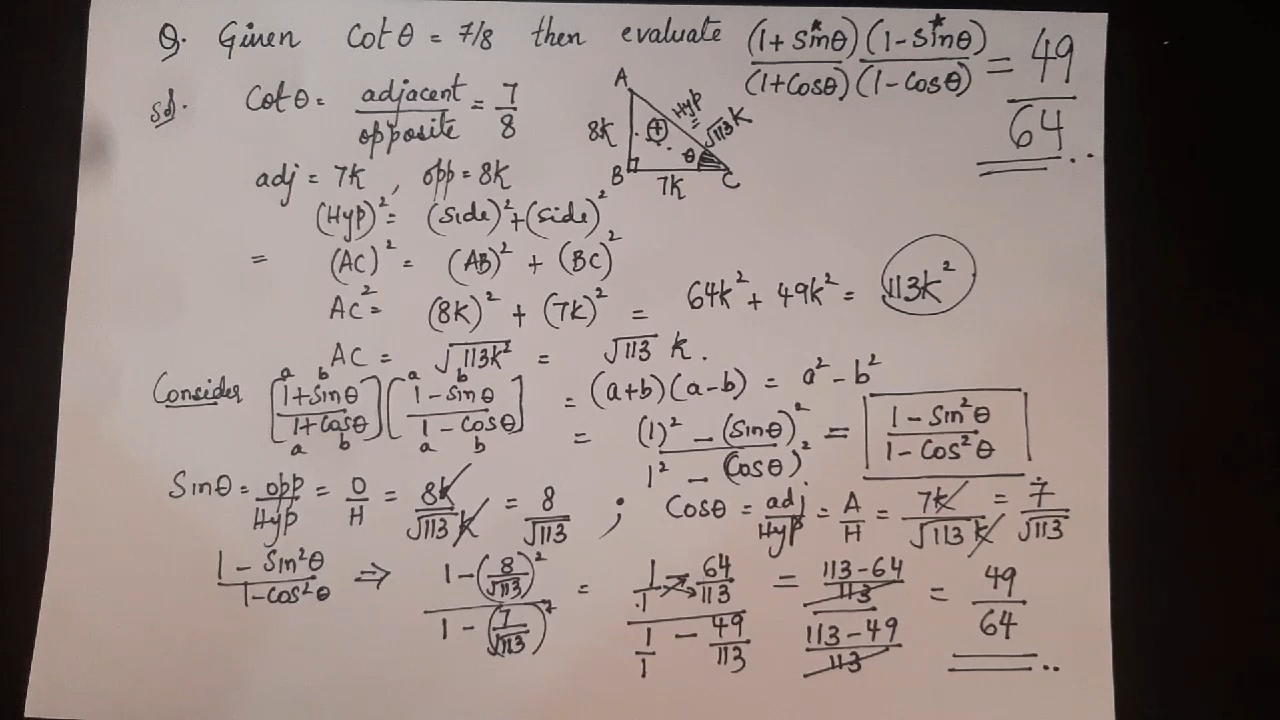 Q. Given Cotθ = 7/8 then evaluate (1+Sinθ)(1-Sinθ) / (1+Cosθ)(1-Cosθ) = 49/64
Sol. Cotθ = adjacent/opposite = 7/8
A 8K B 7K C θ Hyp √113K
adj = 7K, opp = 8K
(Hyp)² = (Side)² + (Side)²
= (AC)² = (AB)² + (BC)²
AC² = (8K)² + (7K)² = 64K² + 49K² = 113K²
AC = √113K² = √113 K.
Consider [1+Sinθ / 1+Cosθ] [1-Sinθ / 1-Cosθ] = (a+b)(a-b) = a² - b²
a b a b a b a b
= (1)² - (Sinθ)² / 1² - (Cosθ)² = 1 - Sin²θ / 1 - Cos²θ
Sinθ = opp/Hyp = O/H = 8K/√113K = 8/√113 ; Cosθ = adj/Hyp = A/H = 7K/√113K = 7/√113
1 - Sin²θ / 1 - Cos²θ ⇒ 1 - (8/√113)² / 1 - (7/√113)² = 1/1 - 64/113 / 1/1 - 49/113 = 113-64/113 / 113-49/113 = 49/64